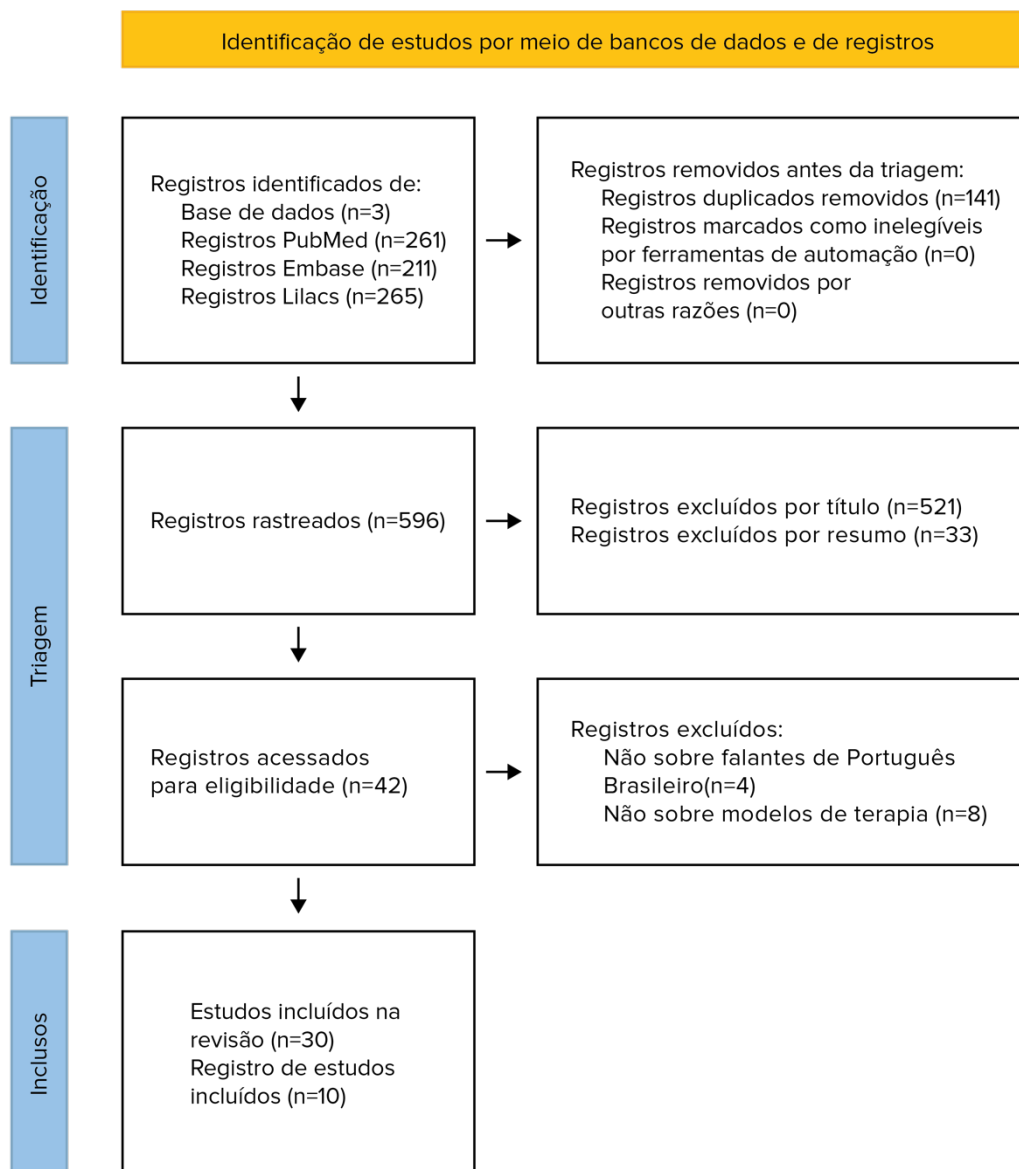 Identificação de estudos por meio de bancos de dados e de registros
Identificação
Registros identificados de:
Base de dados (n=3)
Registros PubMed (n=261)
Registros Embase (n=211)
Registros Lilacs (n=265)
Registros removidos antes da triagem:
Registros duplicados removidos (n=141)
Registros marcados como inelegíveis
por ferramentas de automação (n=0)
Registros removidos por
outras razões (n=0)
Triagem
Registros rastreados (n=596)
Registros excluídos por título (n=521)
Registros excluídos por resumo (n=33)
Registros acessados
para eligibilidade (n=42)
Registros excluídos:
Não sobre falantes de Português
Brasileiro(n=4)
Não sobre modelos de terapia (n=8)
Inclusos
Estudos incluídos na
revisão (n=30)
Registro de estudos
incluídos (n=10)